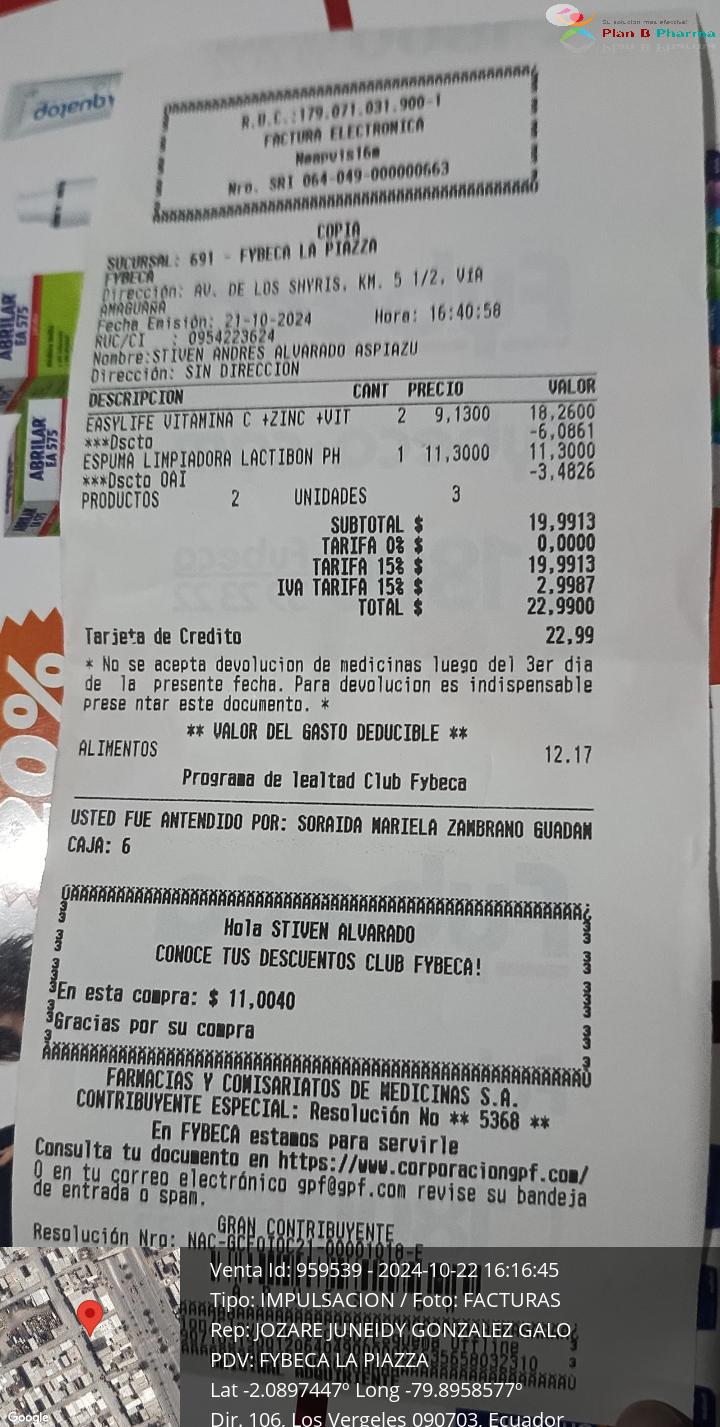 Su solucion mas efectiva!
Plan B Pharma
R.U.C.:179.071.031.900-1
FACTURA ELECTRONICA
Nro. SRI 064-049-000000663
COPIA
SUCURSAL: 691 - FYBECA LA PIAZZA
FYBECA
Dirección: AV. DE LOS SHYRIS, KM. 5 1/2, VíA
AMAGUAÑA
Fecha Emisión: 21-10-2024 Hora: 16:40:58
RUC/CI : 0954223624
Nombre:STIVEN ANDRES ALVARADO ASPIAZU
Dirección: SIN DIRECCION
DESCRIPCION CANT PRECIO VALOR
EASYLIFE VITAMINA C +ZINC +VIT 2 9,1300 18,2600
***Dscto -6,0861
ESPUMA LIMPIADORA LACTIBON PH 1 11,3000 11,3000
***Dscto OAI -3,4826
PRODUCTOS 2 UNIDADES 3
SUBTOTAL $ 19,9913
TARIFA 0% $ 0,0000
TARIFA 15% $ 19,9913
IVA TARIFA 15% $ 2,9987
TOTAL $ 22,9900
Tarjeta de Credito 22,99
* No se acepta devolucion de medicinas luego del 3er dia
de la presente fecha. Para devolucion es indispensable
prese ntar este documento. *
** VALOR DEL GASTO DEDUCIBLE **
ALIMENTOS 12.17
Programa de lealtad Club Fybeca
USTED FUE ANTENDIDO POR: SORAIDA MARIELA ZAMBRANO GUADAM
CAJA: 6
Hola STIVEN ALVARADO
CONOCE TUS DESCUENTOS CLUB FYBECA!
En esta compra: $ 11,0040
Gracias por su compra
FARMACIAS Y COMISARIATOS DE MEDICINAS S.A.
CONTRIBUYENTE ESPECIAL: Resolución No ** 5368 **
En FYBECA estamos para servirle
Consulta tu documento en https://www.corporaciongpf.com/
O en tu correo electrónico gpf@gpf.com revise su bandeja
de entrada o spam.
GRAN CONTRIBUYENTE
Resolución Nro:
ABRILAR
EA 575
ABRILAR
EA 575
Venta Id: 959539 - 2024-10-22 16:16:45
Tipo: IMPULSACION / Foto: FACTURAS
Rep: JOZARE JUNEIDY GONZALEZ GALO
PDV: FYBECA LA PIAZZA
Lat -2.0897447° Long -79.8958577°
Dir. 106, Los Vergeles 090703, Ecuador
Google